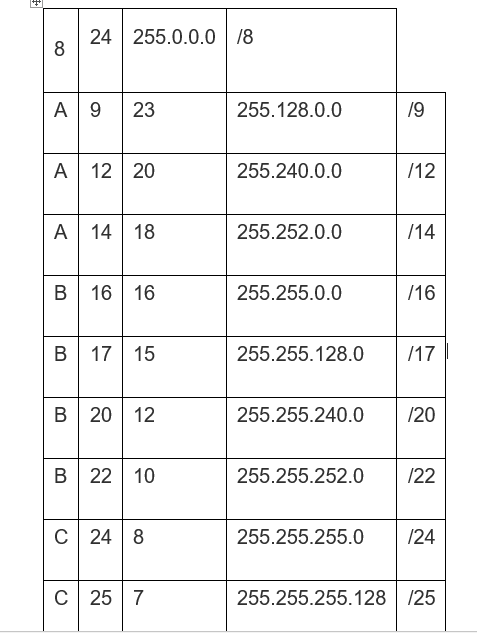 8 24 255.0.0.0 /8
A 9 23 255.128.0.0 /9
A 12 20 255.240.0.0 /12
A 14 18 255.252.0.0 /14
B 16 16 255.255.0.0 /16
B 17 15 255.255.128.0 /17
B 20 12 255.255.240.0 /20
B 22 10 255.255.252.0 /22
C 24 8 255.255.255.0 /24
C 25 7 255.255.255.128 /25